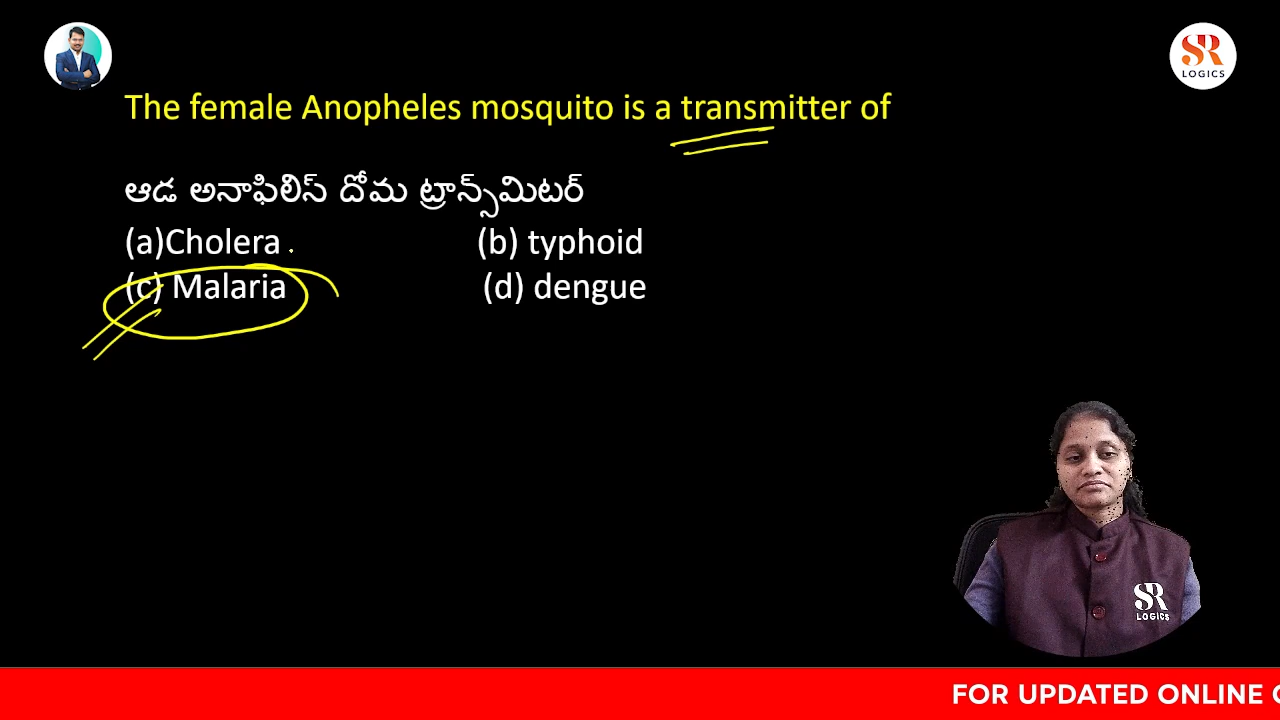 SR
LOGICS
The female Anopheles mosquito is a transmitter of
ఆడ అనాఫిలిస్ దోమ ట్రాన్స్‌మిటర్
(a)Cholera (b) typhoid
(c) Malaria (d) dengue
SR
LOGICS
FOR UPDATED ONLINE